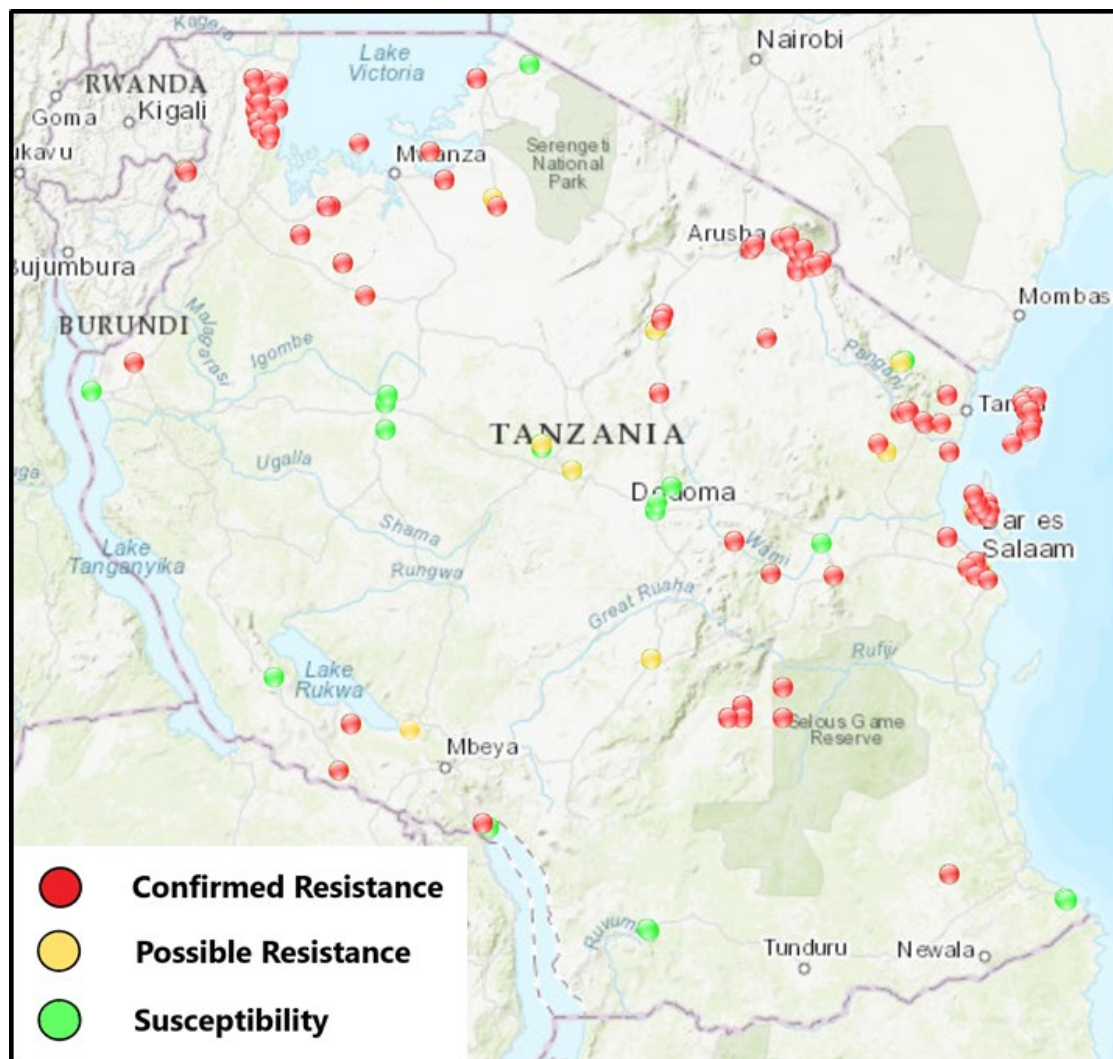 Kagera
Lake
Victoria
Nairobi
RWANDA
Goma
Kigali
ukavu
Mwanza
Serengeti
National
Park
Arusha
Bujumbura
Mombas
BURUNDI
Malagarasi
Igombe
Pangani
Tanga
TANZANIA
Ugalla
Dodoma
Shama
Wami
Dar es
Salaam
Lake
Tanganyika
Rungwa
Great Ruaha
Rufiji
Lake
Rukwa
Selous Game
Reserve
Mbeya
Confirmed Resistance
Possible Resistance
Susceptibility
Ruvuma
Tunduru
Newala